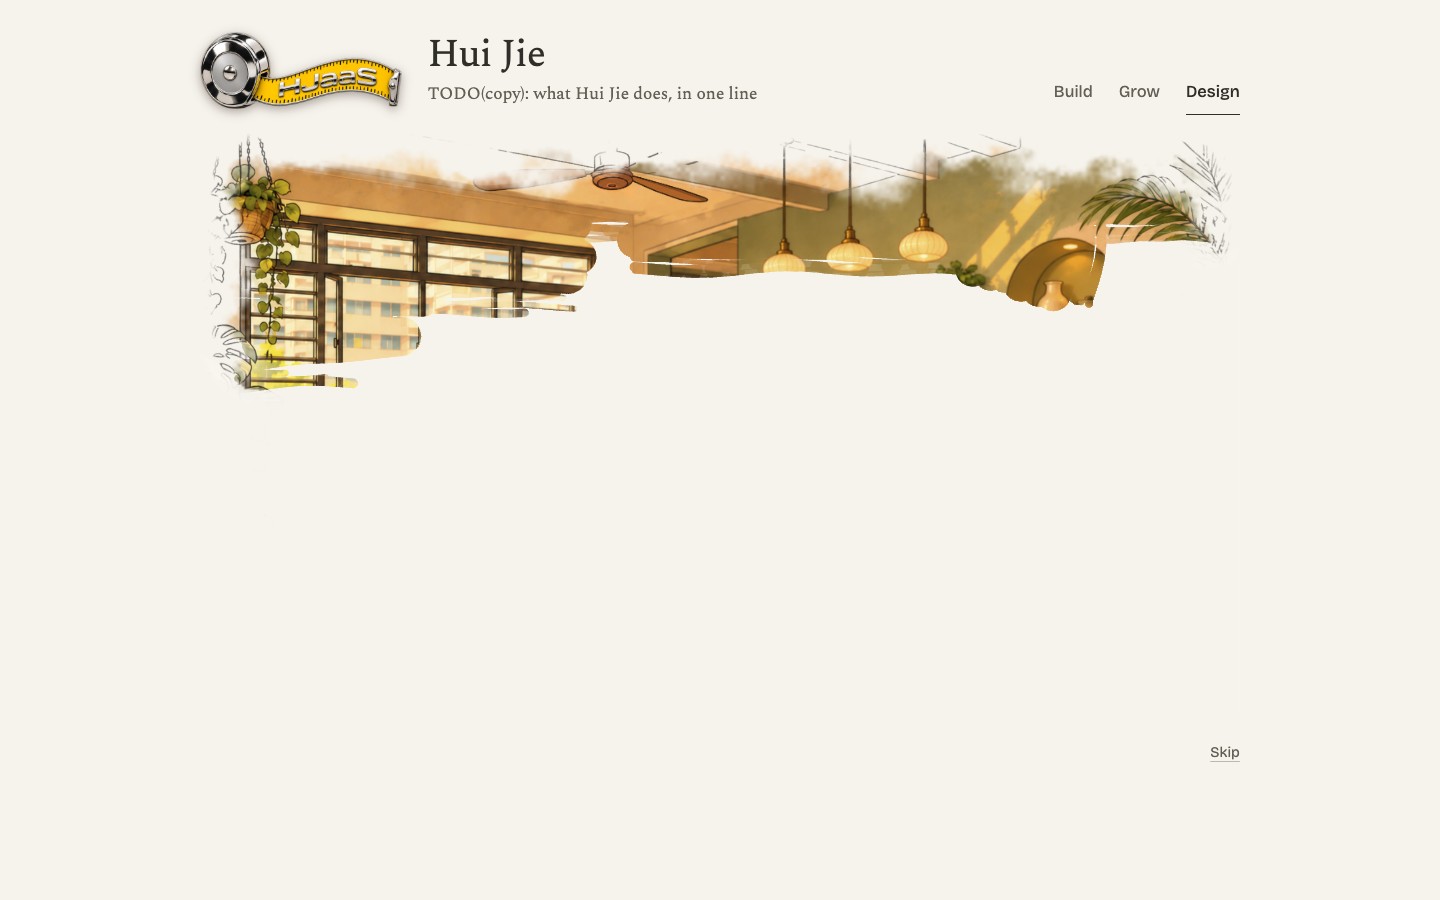 HJaaS
Hui Jie
TODO(copy): what Hui Jie does, in one line
Build
Grow
Design
Skip